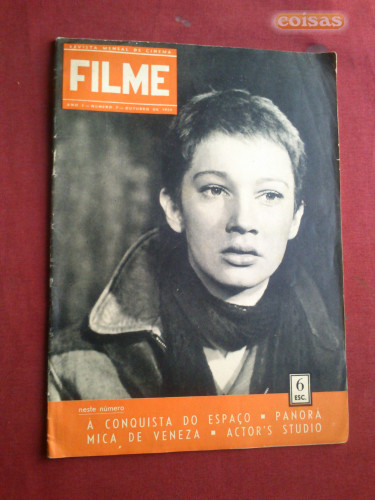 coisas
REVISTA MENSAL DE CINEMA
FILME
neste número
6
ESC.
A CONQUISTA DO ESPAÇO ▪ PANORA
MICA DE VENEZA ▪ ACTOR'S STUDIO